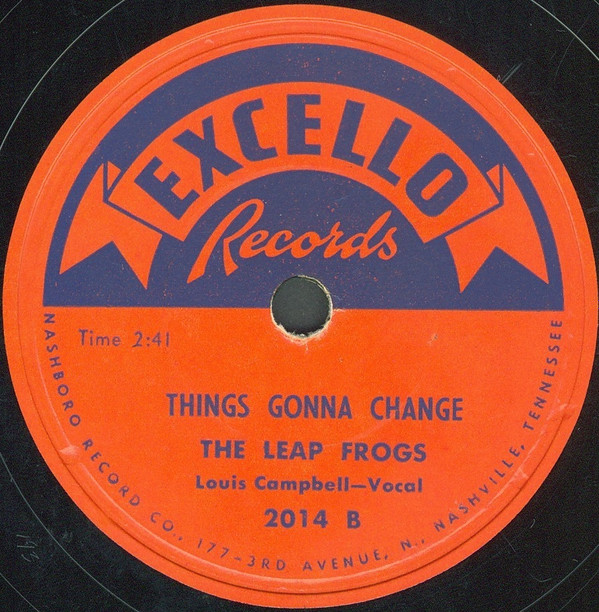 EXCELLO
Records
Time 2:41
THINGS GONNA CHANGE
THE LEAP FROGS
Louis Campbell—Vocal
2014 B
NASHBORO RECORD CO., 177-3RD AVENUE, N., NASHVILLE, TENNESSEE